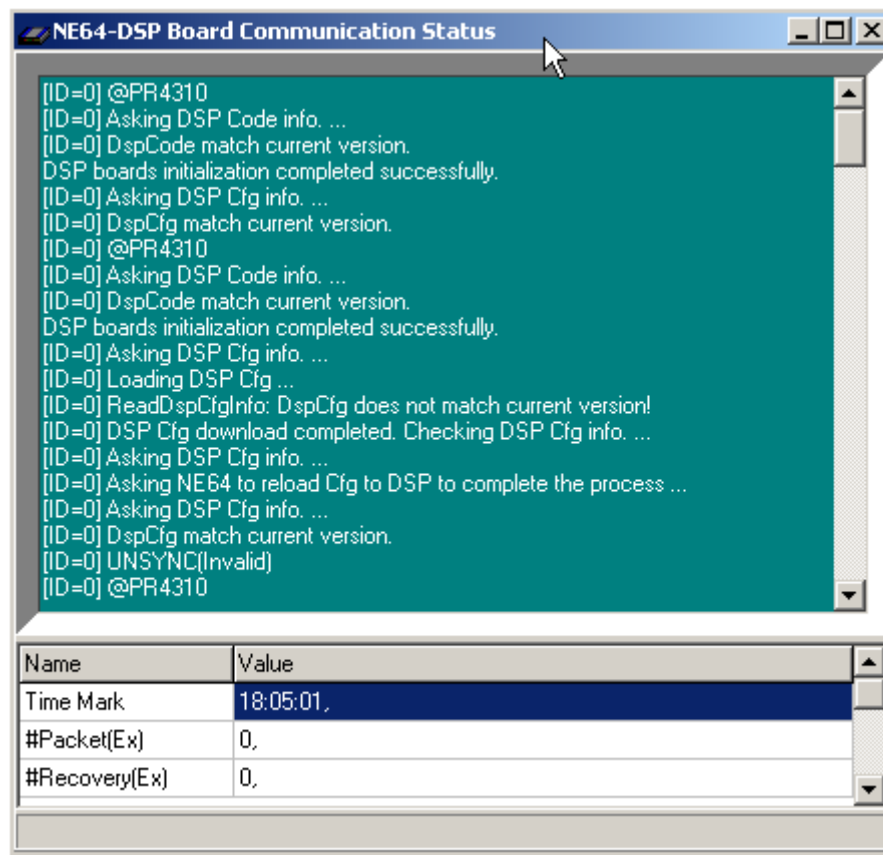 NE64-DSP Board Communication Status
[ID=0] @PR4310
[ID=0] Asking DSP Code info. ...
[ID=0] DspCode match current version.
DSP boards initialization completed successfully.
[ID=0] Asking DSP Cfg info. ...
[ID=0] DspCfg match current version.
[ID=0] @PR4310
[ID=0] Asking DSP Code info. ...
[ID=0] DspCode match current version.
DSP boards initialization completed successfully.
[ID=0] Asking DSP Cfg info. ...
[ID=0] Loading DSP Cfg ...
[ID=0] ReadDspCfgInfo: DspCfg does not match current version!
[ID=0] DSP Cfg download completed. Checking DSP Cfg info. ...
[ID=0] Asking DSP Cfg info. ...
[ID=0] Asking NE64 to reload Cfg to DSP to complete the process ...
[ID=0] Asking DSP Cfg info. ...
[ID=0] DspCfg match current version.
[ID=0] UNSYNC(Invalid)
[ID=0] @PR4310
Name Value
Time Mark 18:05:01,
#Packet(Ex) 0,
#Recovery(Ex) 0,